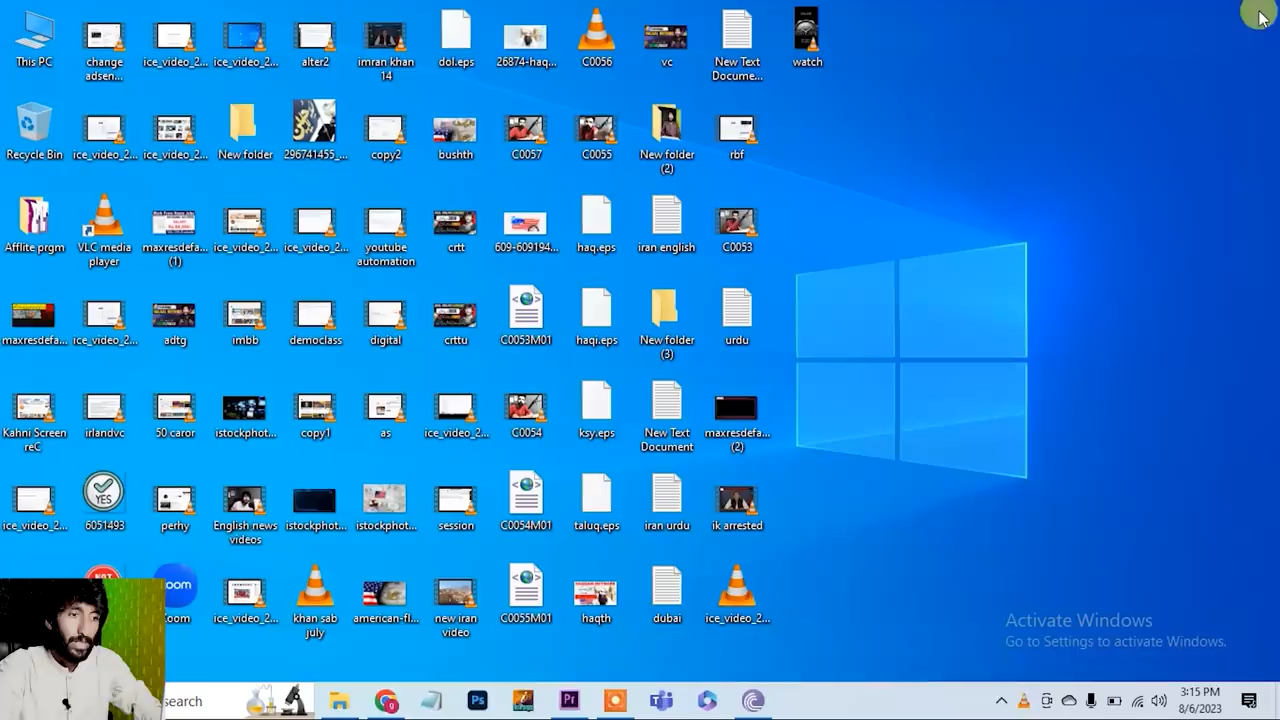 This PC
change adsen...
ice_video_2...
ice_video_2...
alter2
imran khan 14
dol.eps
26874-haq...
C0056
vc
New Text Docume...
watch
Recycle Bin
ice_video_2...
ice_video_2...
New folder
296741455_...
copy2
bushth
C0057
C0055
New folder (2)
rbf
Afflite prgm
VLC media player
maxresdefa... (1)
ice_video_2...
ice_video_2...
youtube automation
crtt
609-609194...
haq.eps
iran english
C0053
maxresdefa...
ice_video_2...
adtg
imbb
democlass
digital
crttu
C0053M01
haqi.eps
New folder (3)
urdu
Kahni Screen reC
irlandvc
50 caror
istockphot...
copy1
as
ice_video_2...
C0054
ksy.eps
New Text Document
maxresdefa... (2)
ice_video_2...
YES
6051493
perhy
English news videos
istockphot...
istockphot...
session
C0054M01
taluq.eps
iran urdu
ik arrested
zoom
ice_video_2...
khan sab july
american-fl...
new iran video
C0055M01
haqth
dubai
ice_video_2...
Activate Windows
Go to Settings to activate Windows.
search
Ps
Pr
3:15 PM
8/6/2023